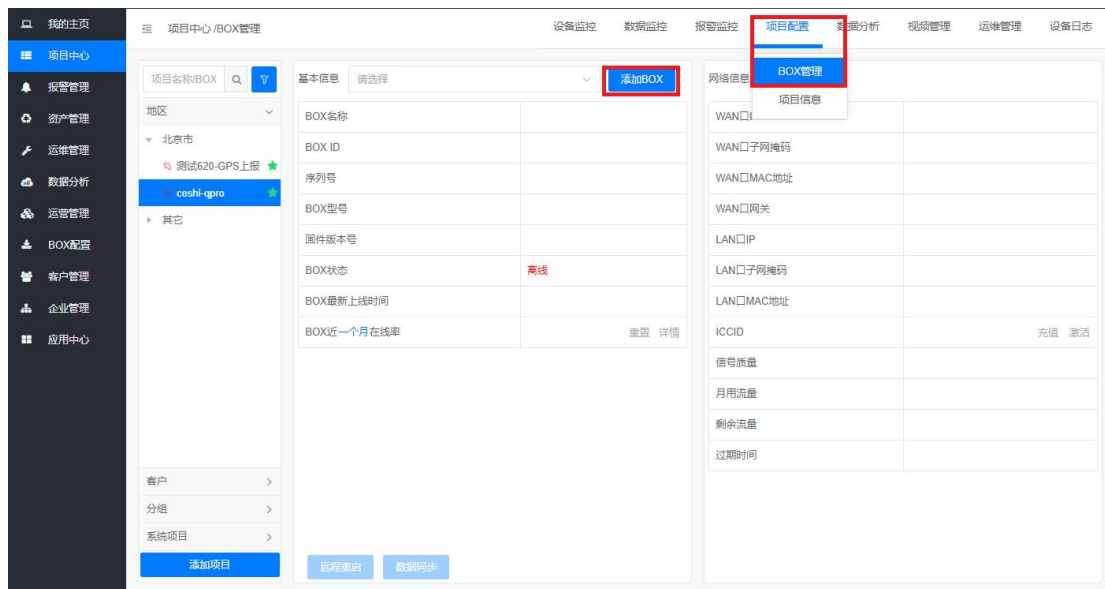 我的主页
项目中心
报警管理
资产管理
运维管理
数据分析
运营管理
BOX配置
客户管理
企业管理
应用中心
项目中心 /BOX管理
设备监控 数据监控 报警监控 项目配置 数据分析 视频管理 运维管理 设备日志
BOX管理
项目信息
项目名称/BOX
地区
北京市
测试620-GPS上报
ceshi-qpro
其它
客户
分组
系统项目
添加项目
基本信息 请选择 添加BOX
BOX名称
BOX ID
序列号
BOX型号
固件版本号
BOX状态 离线
BOX最新上线时间
BOX近一个月在线率 重置 详情
远程重启 数据同步
网络信息
WAN口I
WAN口子网掩码
WAN口MAC地址
WAN口网关
LAN口IP
LAN口子网掩码
LAN口MAC地址
ICCID 充值 激活
信号质量
月用流量
剩余流量
过期时间